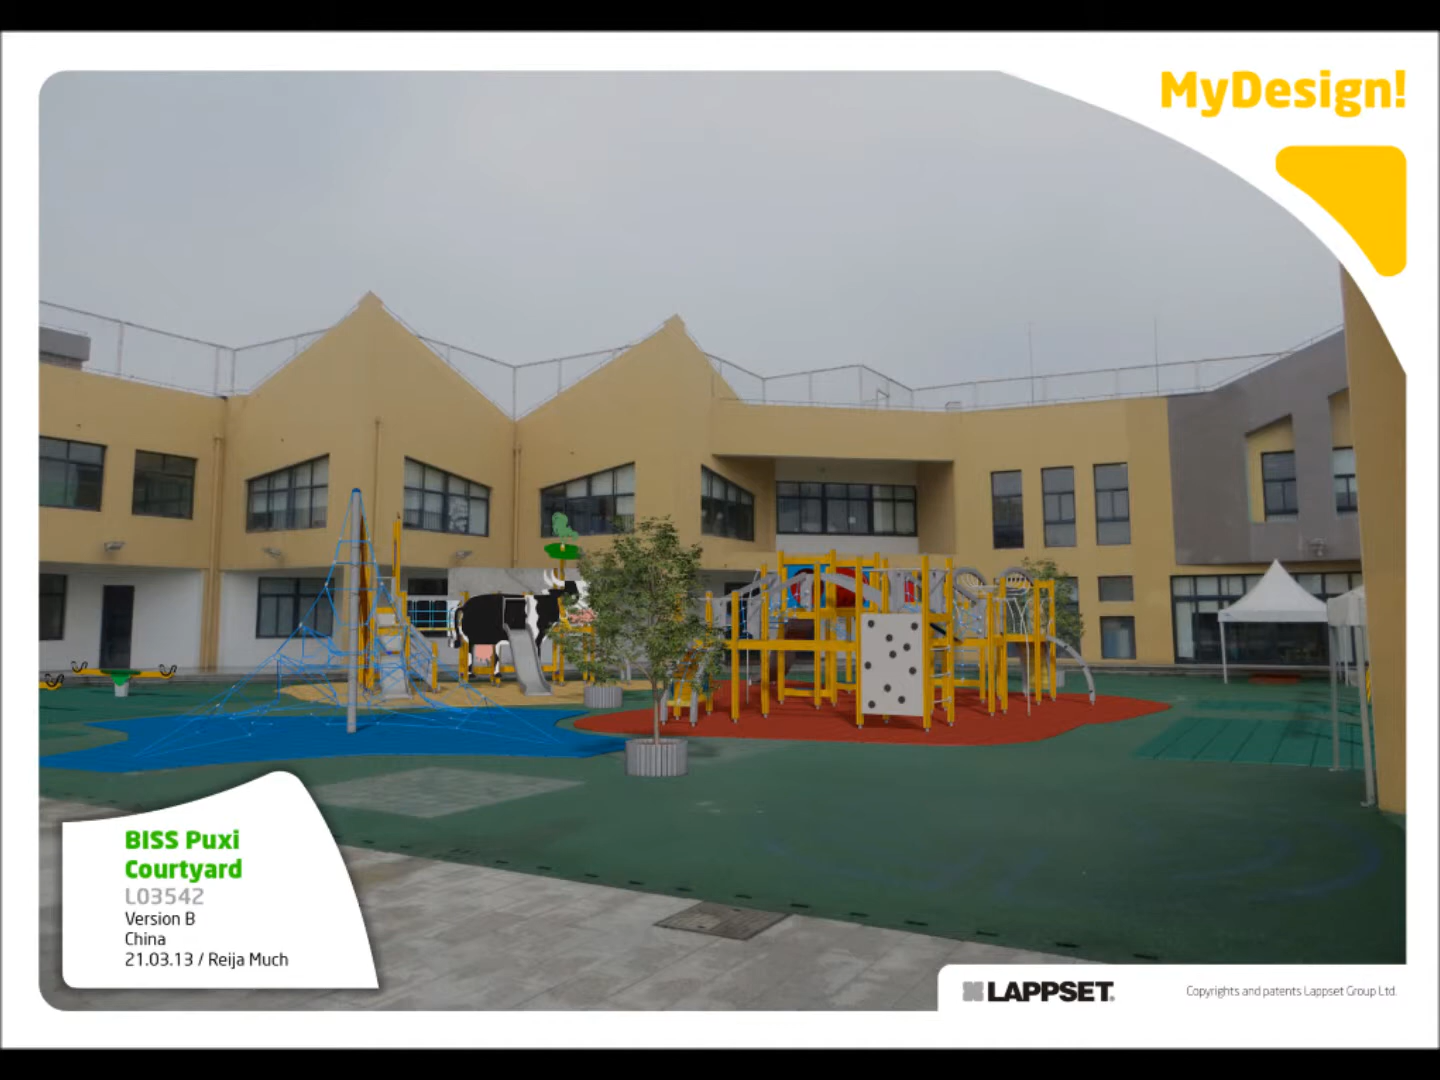 MyDesign!
BISS Puxi
Courtyard
L03542
Version B
China
21.03.13 / Reija Much
LAPPSET
Copyrights and patents Lappset Group Ltd.